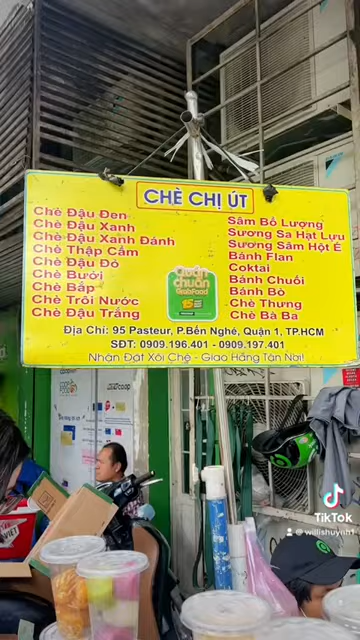 CHÈ CHỊ ÚT
Chè Đậu Đen
Chè Đậu Xanh
Chè Đậu Xanh Đánh
Chè Thập Cẩm
Chè Đậu Đỏ
Chè Bưởi
Chè Bắp
Chè Trôi Nước
Chè Đậu Trắng
Sâm Bổ Lượng
Sương Sa Hạt Lựu
Sương Sâm Hột É
Bánh Flan
Coktai
Bánh Chuối
Bánh Bò
Chè Thưng
Chè Bà Ba
quán
chuẩn
GrabFood
Địa Chỉ: 95 Pasteur, P.Bến Nghé, Quận 1, TP.HCM
SĐT: 0909.196.401 - 0909.197.401
Nhận Đặt Xôi Chè - Giao Hàng Tận Nơi!
VIET
TikTok
@willishuynh1